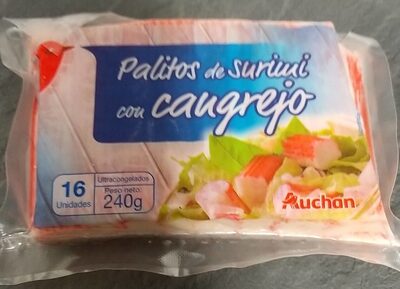 Palitos de surimi
con cangrejo
16
Unidades
Ultracongelados
Peso neto:
240g
Auchan